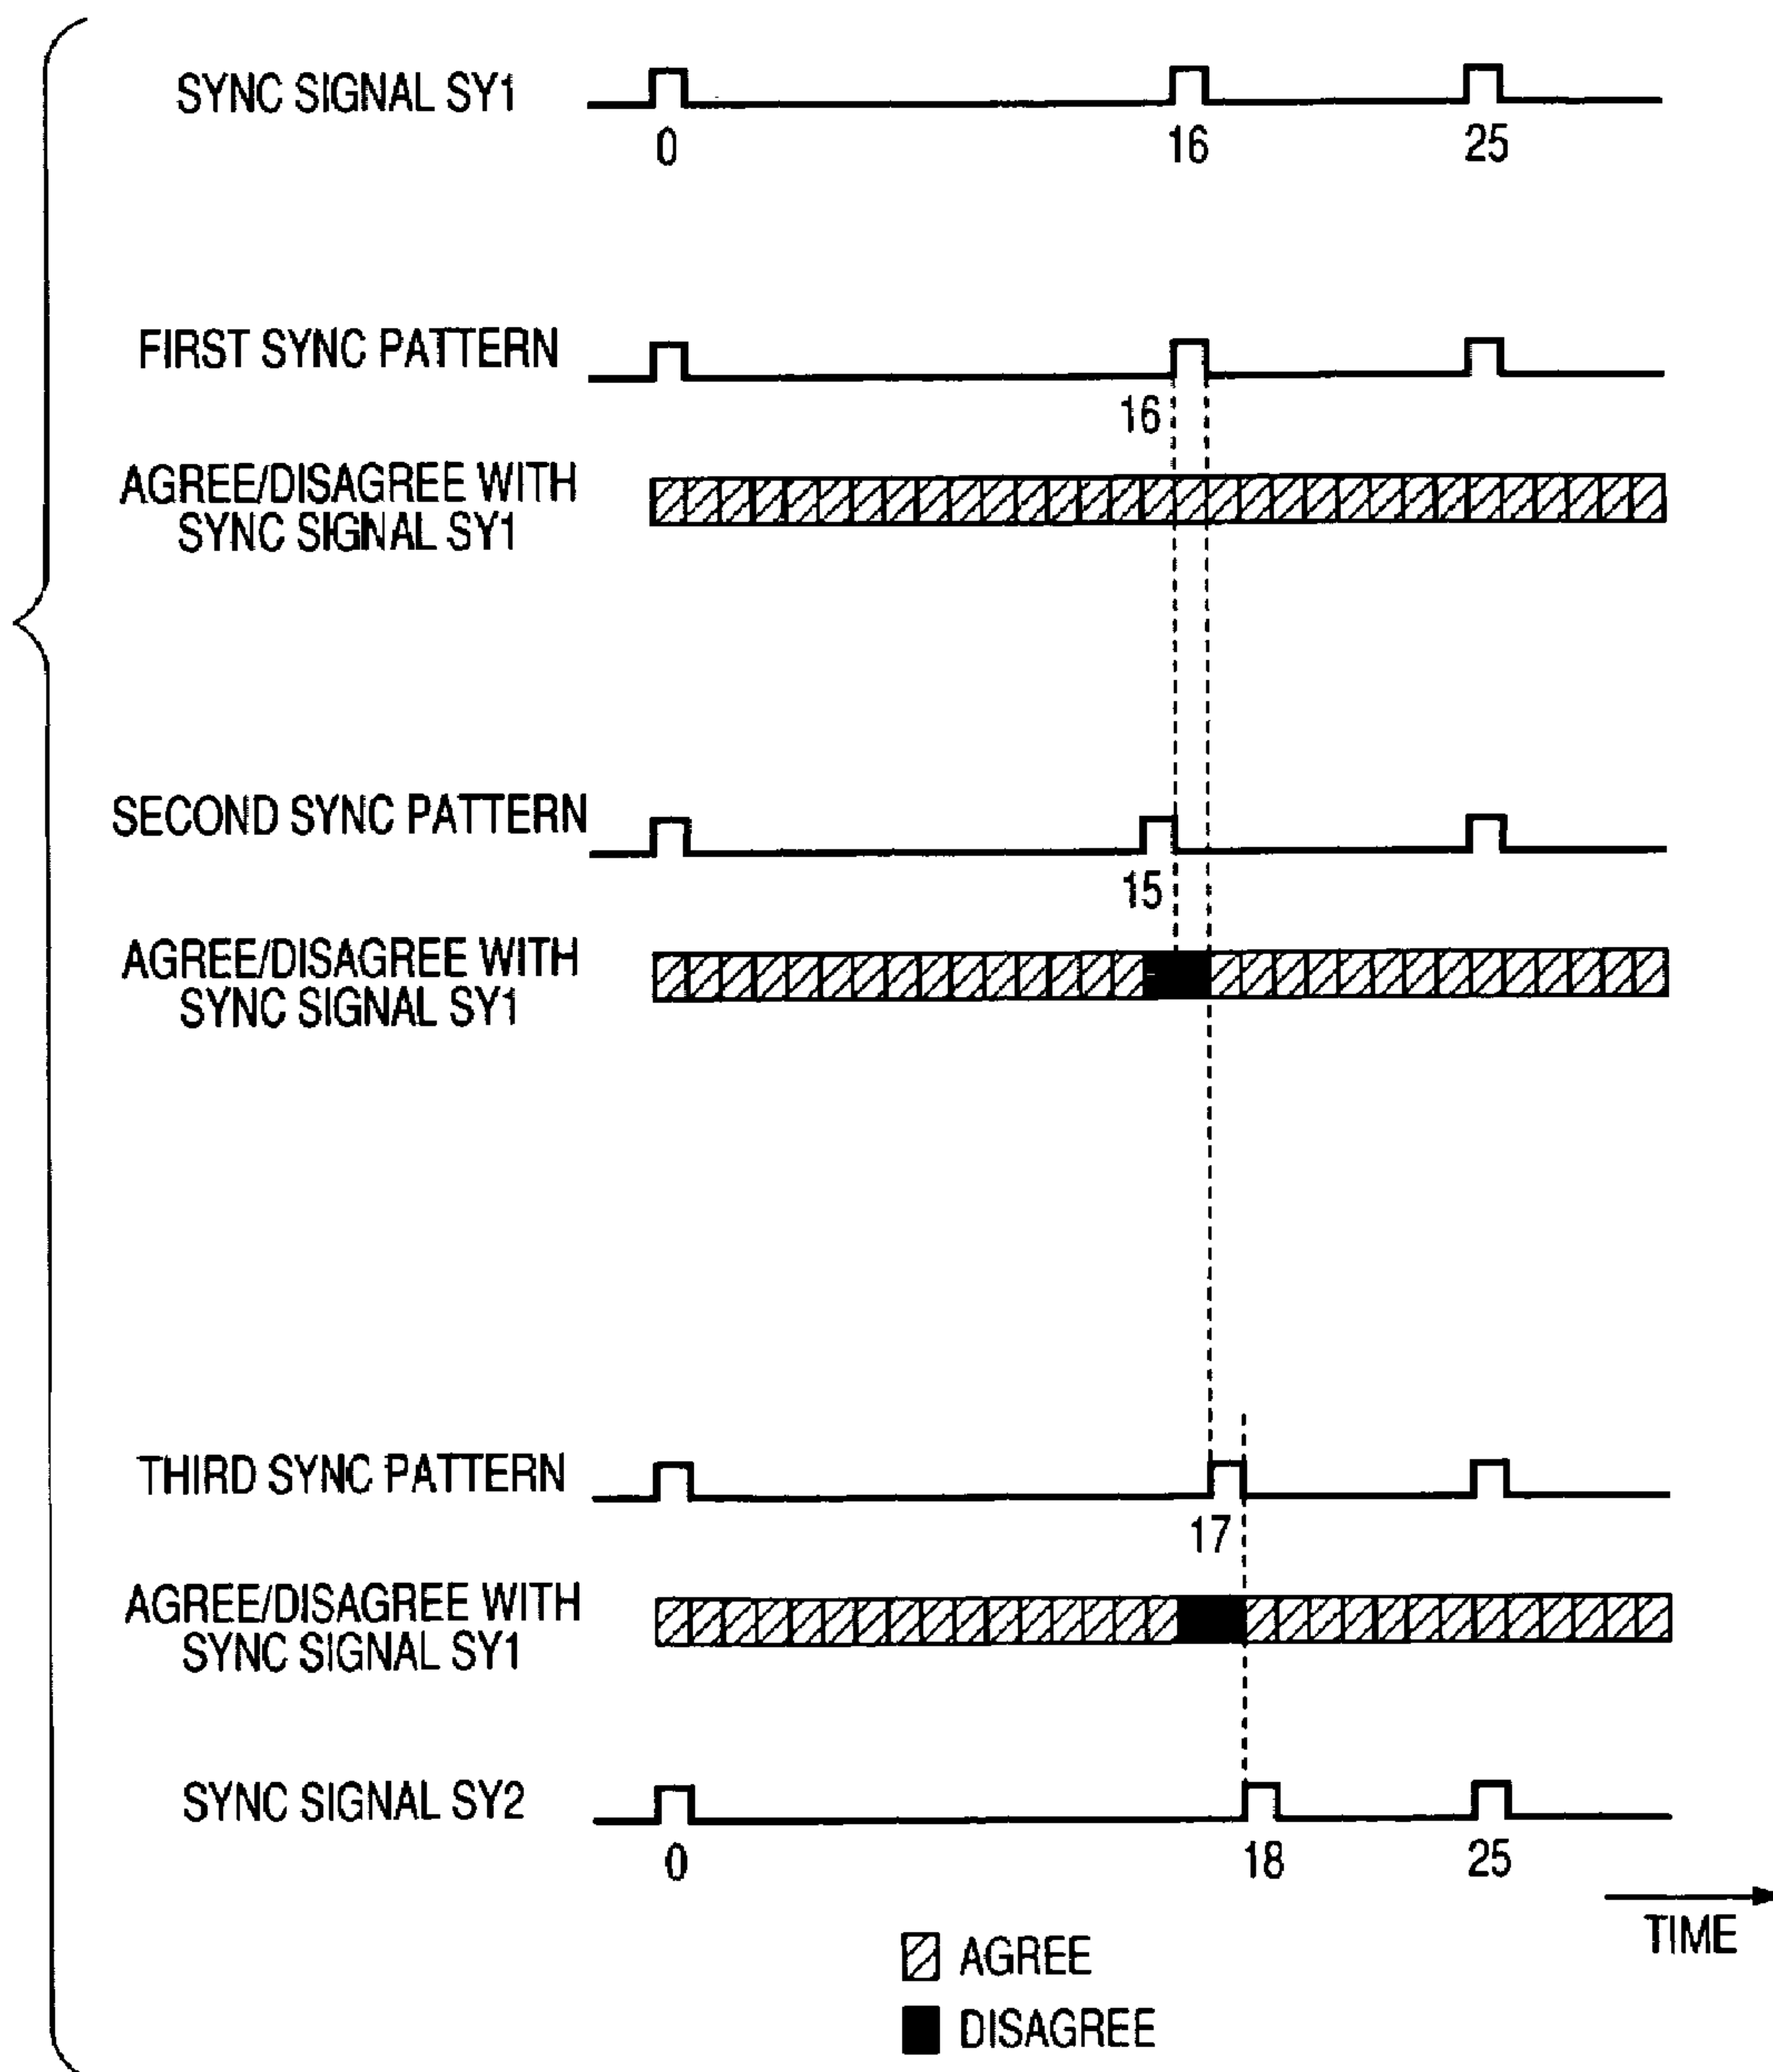 SYNC SIGNAL SY1
0 16 25
FIRST SYNC PATTERN
16
AGREE/DISAGREE WITH
SYNC SIGNAL SY1
SECOND SYNC PATTERN
15
AGREE/DISAGREE WITH
SYNC SIGNAL SY1
THIRD SYNC PATTERN
17
AGREE/DISAGREE WITH
SYNC SIGNAL SY1
SYNC SIGNAL SY2
0 18 25
TIME
AGREE
DISAGREE